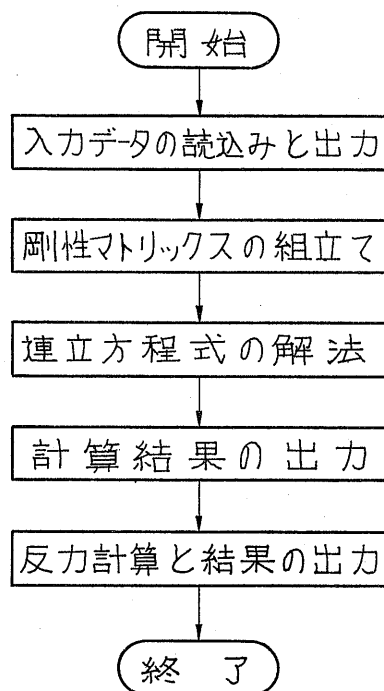 開始
入力データの読込みと出力
剛性マトリックスの組立て
連立方程式の解法
計算結果の出力
反力計算と結果の出力
終了